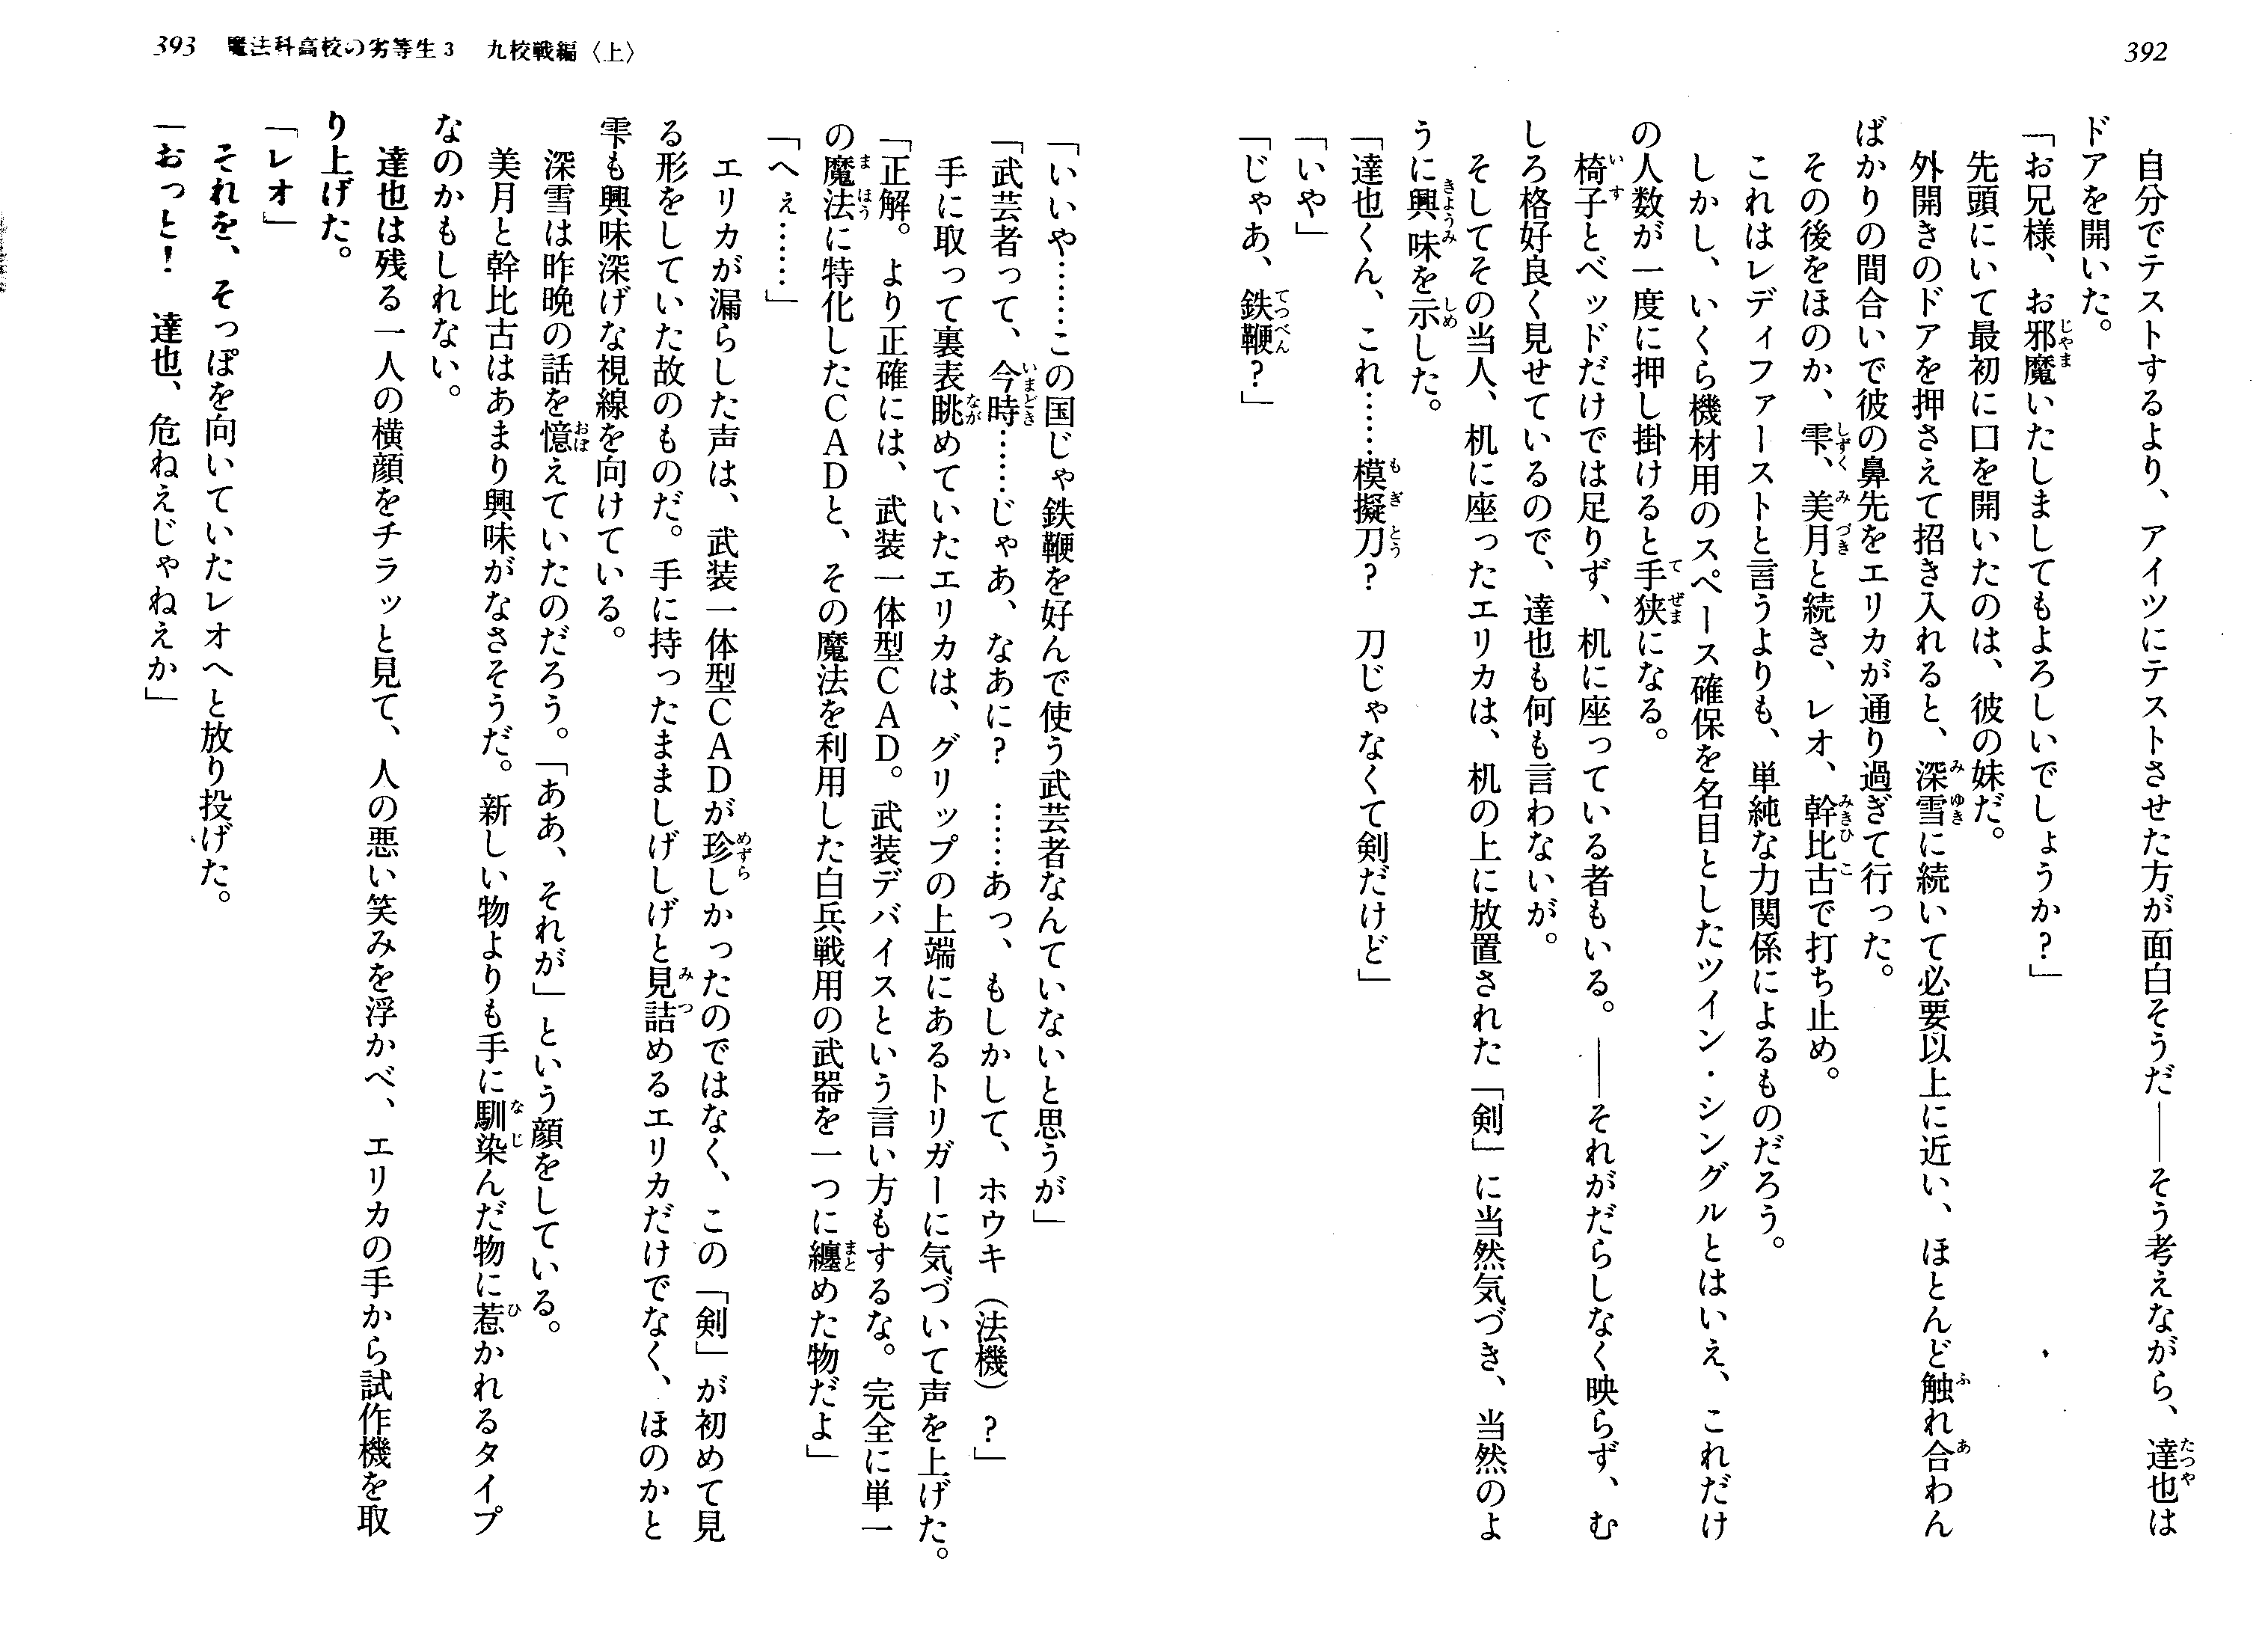 392
自分でテストするより、アイツにテストさせた方が面白そうだ――そう考えながら、達也は
ドアを開いた。
「お兄様、お邪魔いたしましてもよろしいでしょうか？」
先頭にいて最初に口を開いたのは、彼の妹だ。
外開きのドアを押さえて招き入れると、深雪に続いて必要以上に近い、ほとんど触れ合わん
ばかりの間合いで彼の鼻先をエリカが通り過ぎて行った。
その後をほのか、雫、美月と続き、レオ、幹比古で打ち止め。
これはレディファーストと言うよりも、単純な力関係によるものだろう。
しかし、いくら機材用のスペース確保を名目としたツイン・シングルとはいえ、これだけ
の人数が一度に押し掛けると手狭になる。
椅子とベッドだけでは足りず、机に座っている者もいる。――それがだらしなく映らず、む
しろ格好良く見せているので、達也も何も言わないが。
そしてその当人、机に座ったエリカは、机の上に放置された「剣」に当然気づき、当然のよ
うに興味を示した。
「達也くん、これ……模擬刀？　刀じゃなくて剣だけど」
「いや」
「じゃあ、鉄鞭？」
393　魔法科高校の劣等生3　九校戦編〈上〉
「いいや……この国じゃ鉄鞭を好んで使う武芸者なんていないと思うが」
「武芸者って、今時……じゃあ、なあに？　……あっ、もしかして、ホウキ（法機）？」
手に取って裏表眺めていたエリカは、グリップの上端にあるトリガーに気づいて声を上げた。
「正解。より正確には、武装一体型ＣＡＤ。武装デバイスという言い方もするな。完全に単一
の魔法に特化したＣＡＤと、その魔法を利用した白兵戦用の武器を一つに纏めた物だよ」
「へぇ……」
エリカが漏らした声は、武装一体型ＣＡＤが珍しかったのではなく、この「剣」が初めて見
る形をしていた故のものだ。手に持ったまましげしげと見詰めるエリカだけでなく、ほのかと
雫も興味深げな視線を向けている。
深雪は昨晩の話を憶えていたのだろう。「ああ、それが」という顔をしている。
美月と幹比古はあまり興味がなさそうだ。新しい物よりも手に馴染んだ物に惹かれるタイプ
なのかもしれない。
達也は残る一人の横顔をチラッと見て、人の悪い笑みを浮かべ、エリカの手から試作機を取
り上げた。
「レオ」
それを、そっぽを向いていたレオへと放り投げた。
「おっと！　達也、危ねえじゃねえか」